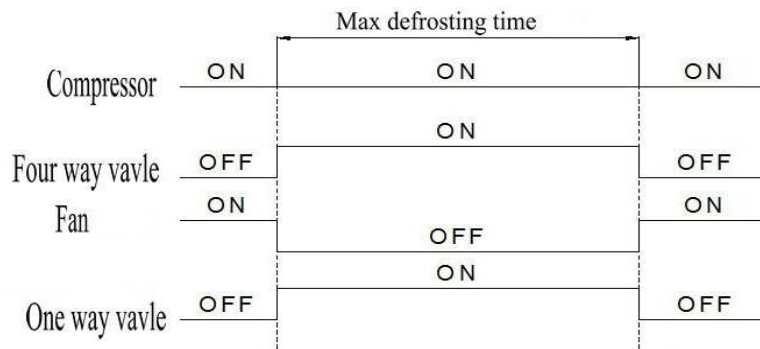 Max defrosting time
ON ON ON
Compressor
ON
Four way vavle OFF OFF
Fan ON ON
OFF
ON
One way vavle OFF OFF